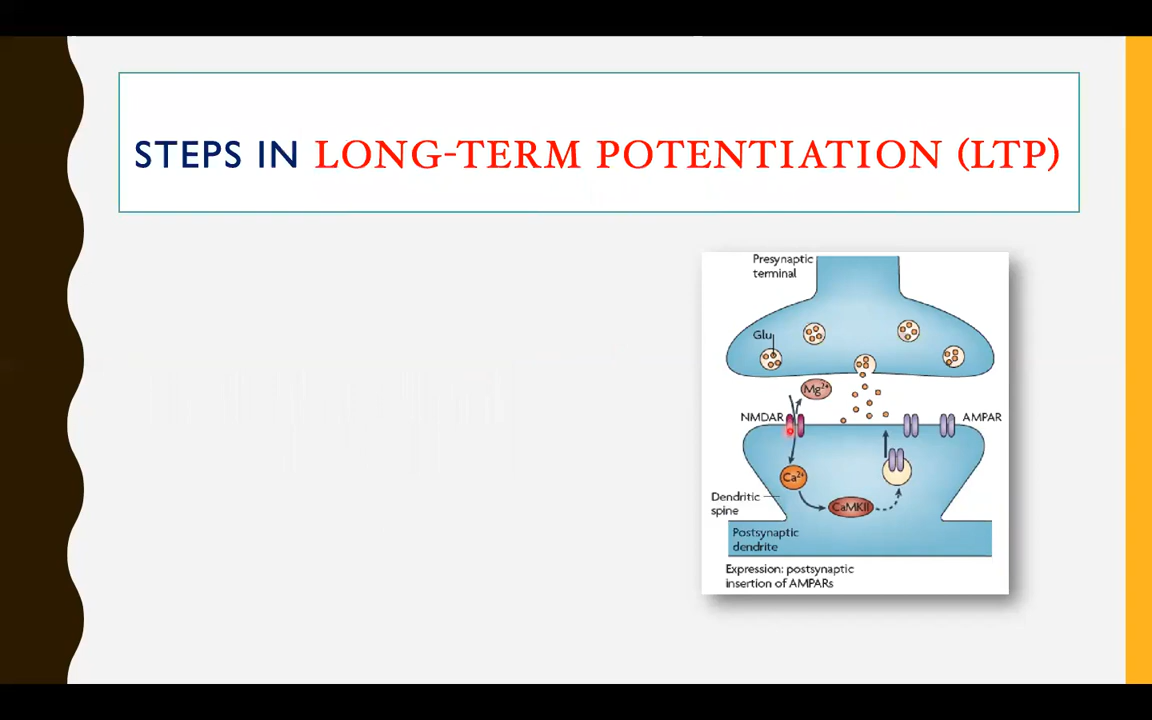 STEPS IN LONG-TERM POTENTIATION (LTP)
Presynaptic
terminal
Glu
Mg2+
NMDAR
AMPAR
Ca2+
Dendritic
spine
CaMKII
Postsynaptic
dendrite
Expression: postsynaptic
insertion of AMPARs